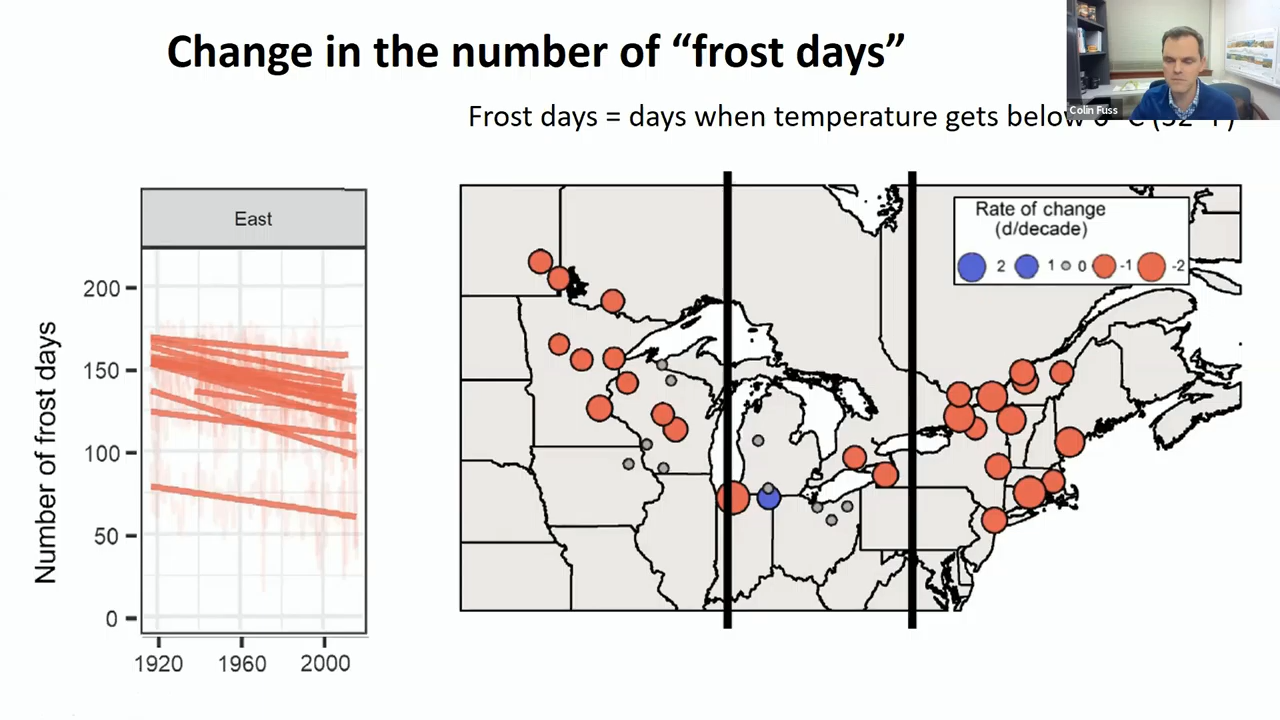 Change in the number of “frost days”
Colin Fuss
Frost days = days when temperature gets below
East
Number of frost days
200
150
100
50
0
1920 1960 2000
Rate of change
(d/decade)
2 1 0 -1 -2